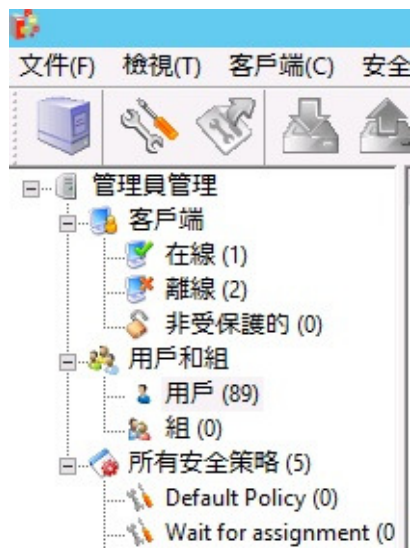 文件(F) 檢視(T) 客戶端(C) 安全
管理員管理
客戶端
在線 (1)
離線 (2)
非受保護的 (0)
用戶和組
用戶 (89)
組 (0)
所有安全策略 (5)
Default Policy (0)
Wait for assignment (0